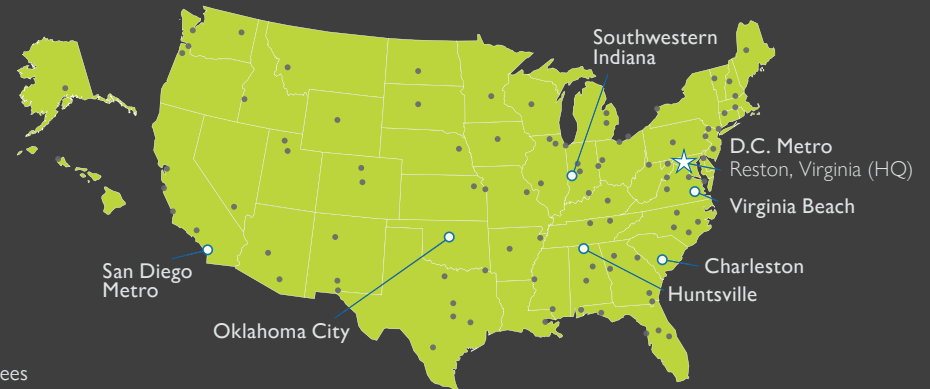 Southwestern
Indiana
D.C. Metro
Reston, Virginia (HQ)
Virginia Beach
Charleston
Huntsville
San Diego
Metro
Oklahoma City
ees